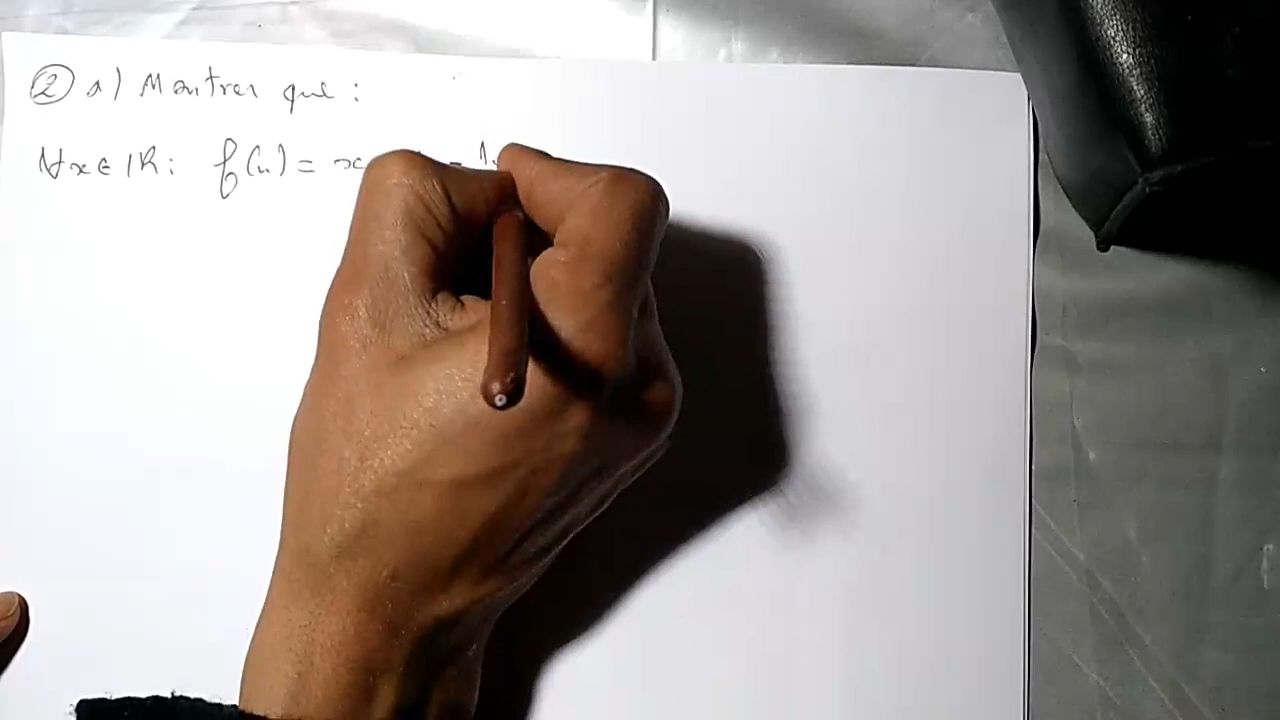 ② a) Montrer que :
∀x∈ℝ: f(x) = x